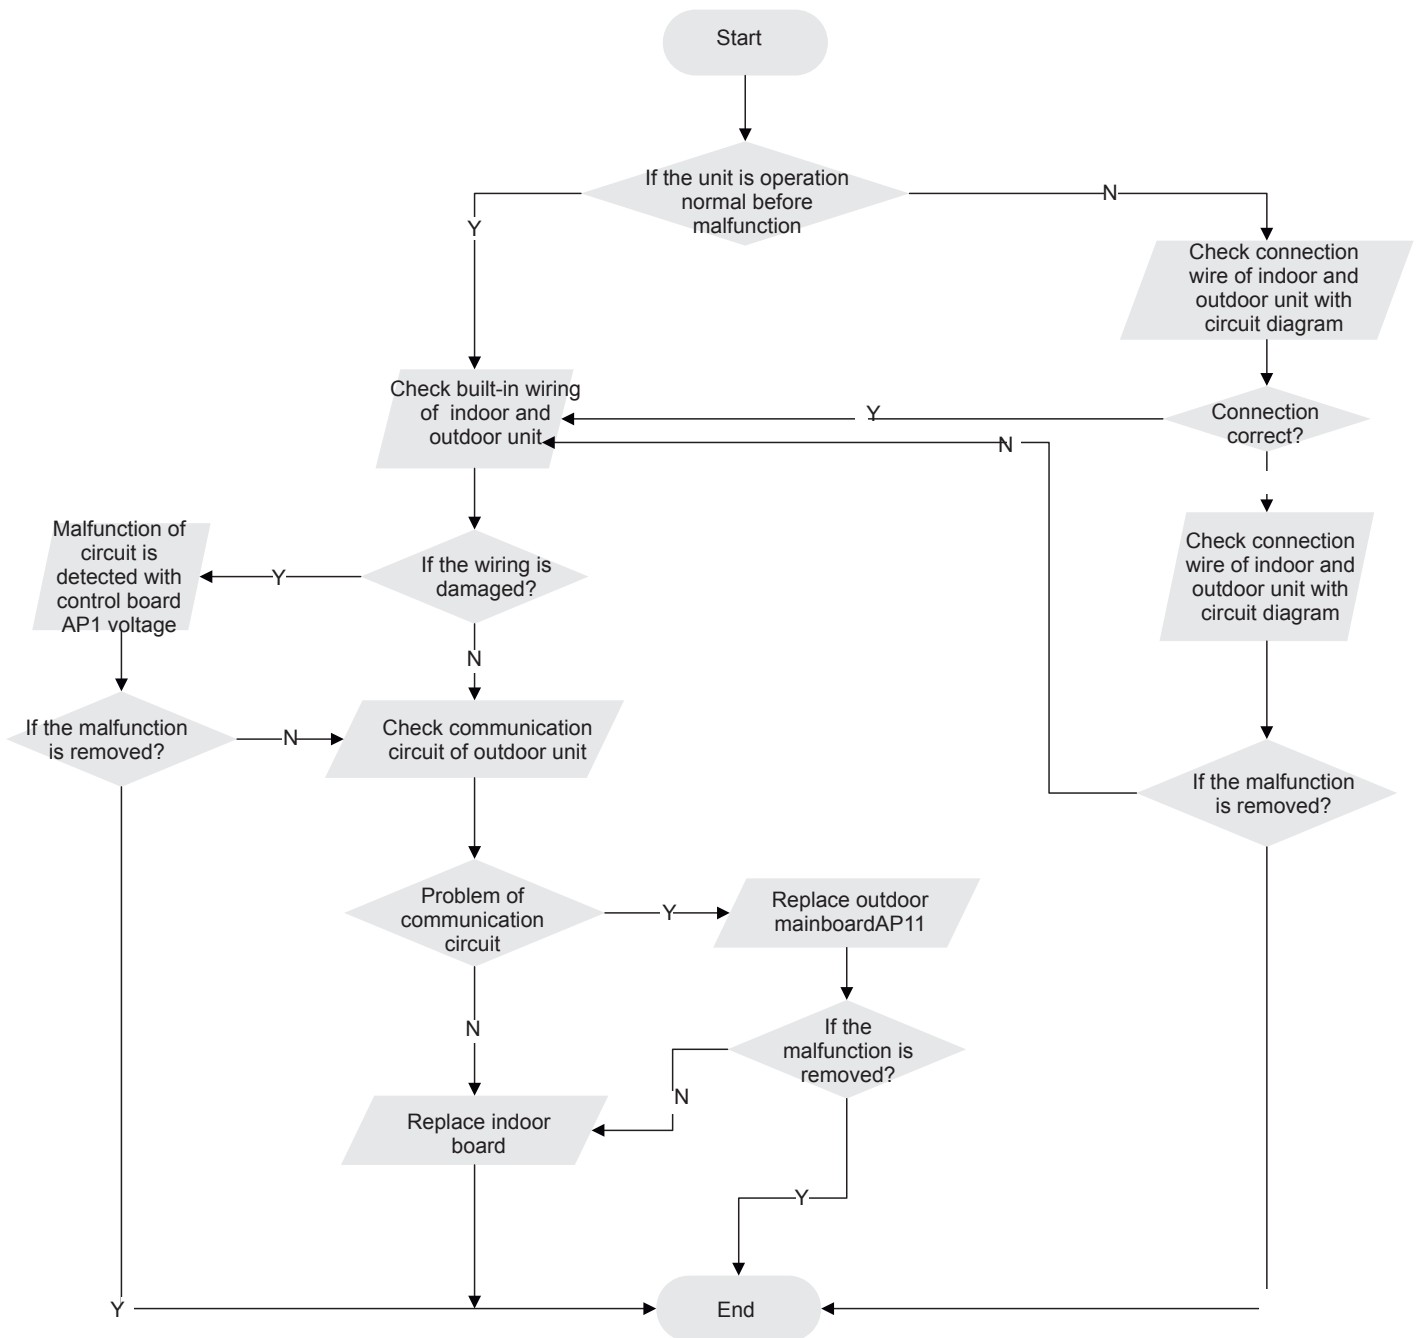 Start
If the unit is operation
normal before
malfunction
N
Y
Check connection
wire of indoor and
outdoor unit with
circuit diagram
Check built-in wiring
of indoor and
outdoor unit
Y
Connection
correct?
N
Malfunction of
circuit is
detected with
control board
AP1 voltage
Y
If the wiring is
damaged?
Check connection
wire of indoor and
outdoor unit with
circuit diagram
N
If the malfunction
is removed?
N
Check communication
circuit of outdoor unit
If the malfunction
is removed?
Problem of
communication
circuit
Y
Replace outdoor
mainboardAP11
N
If the
malfunction is
removed?
N
Replace indoor
board
Y
Y
End